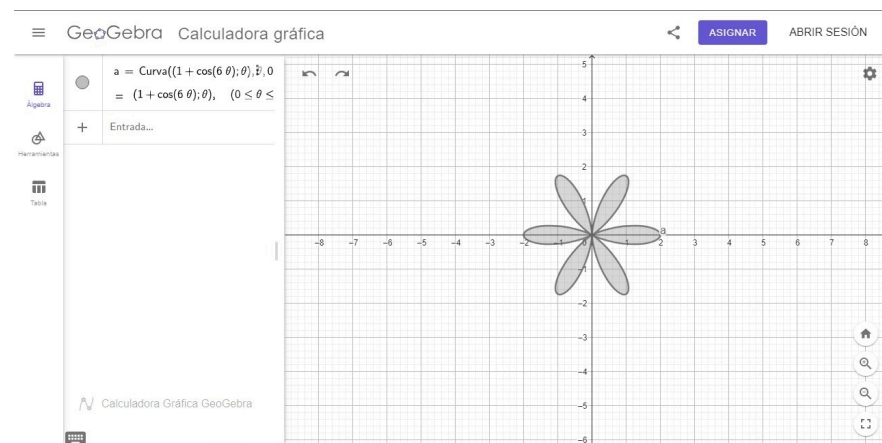 GeoGebra Calculadora gráfica
ASIGNAR
ABRIR SESIÓN
Álgebra
Herramientas
Tabla
a = Curva((1 + cos(6 θ); θ), θ, 0
= (1 + cos(6 θ); θ), (0 ≤ θ ≤
+ Entrada...
Calculadora Gráfica GeoGebra
5
4
3
2
1
a
−8 −7 −6 −5 −4 −3 −2 −1 0 1 2 3 4 5 6 7 8
−1
−2
−3
−4
−5
−6